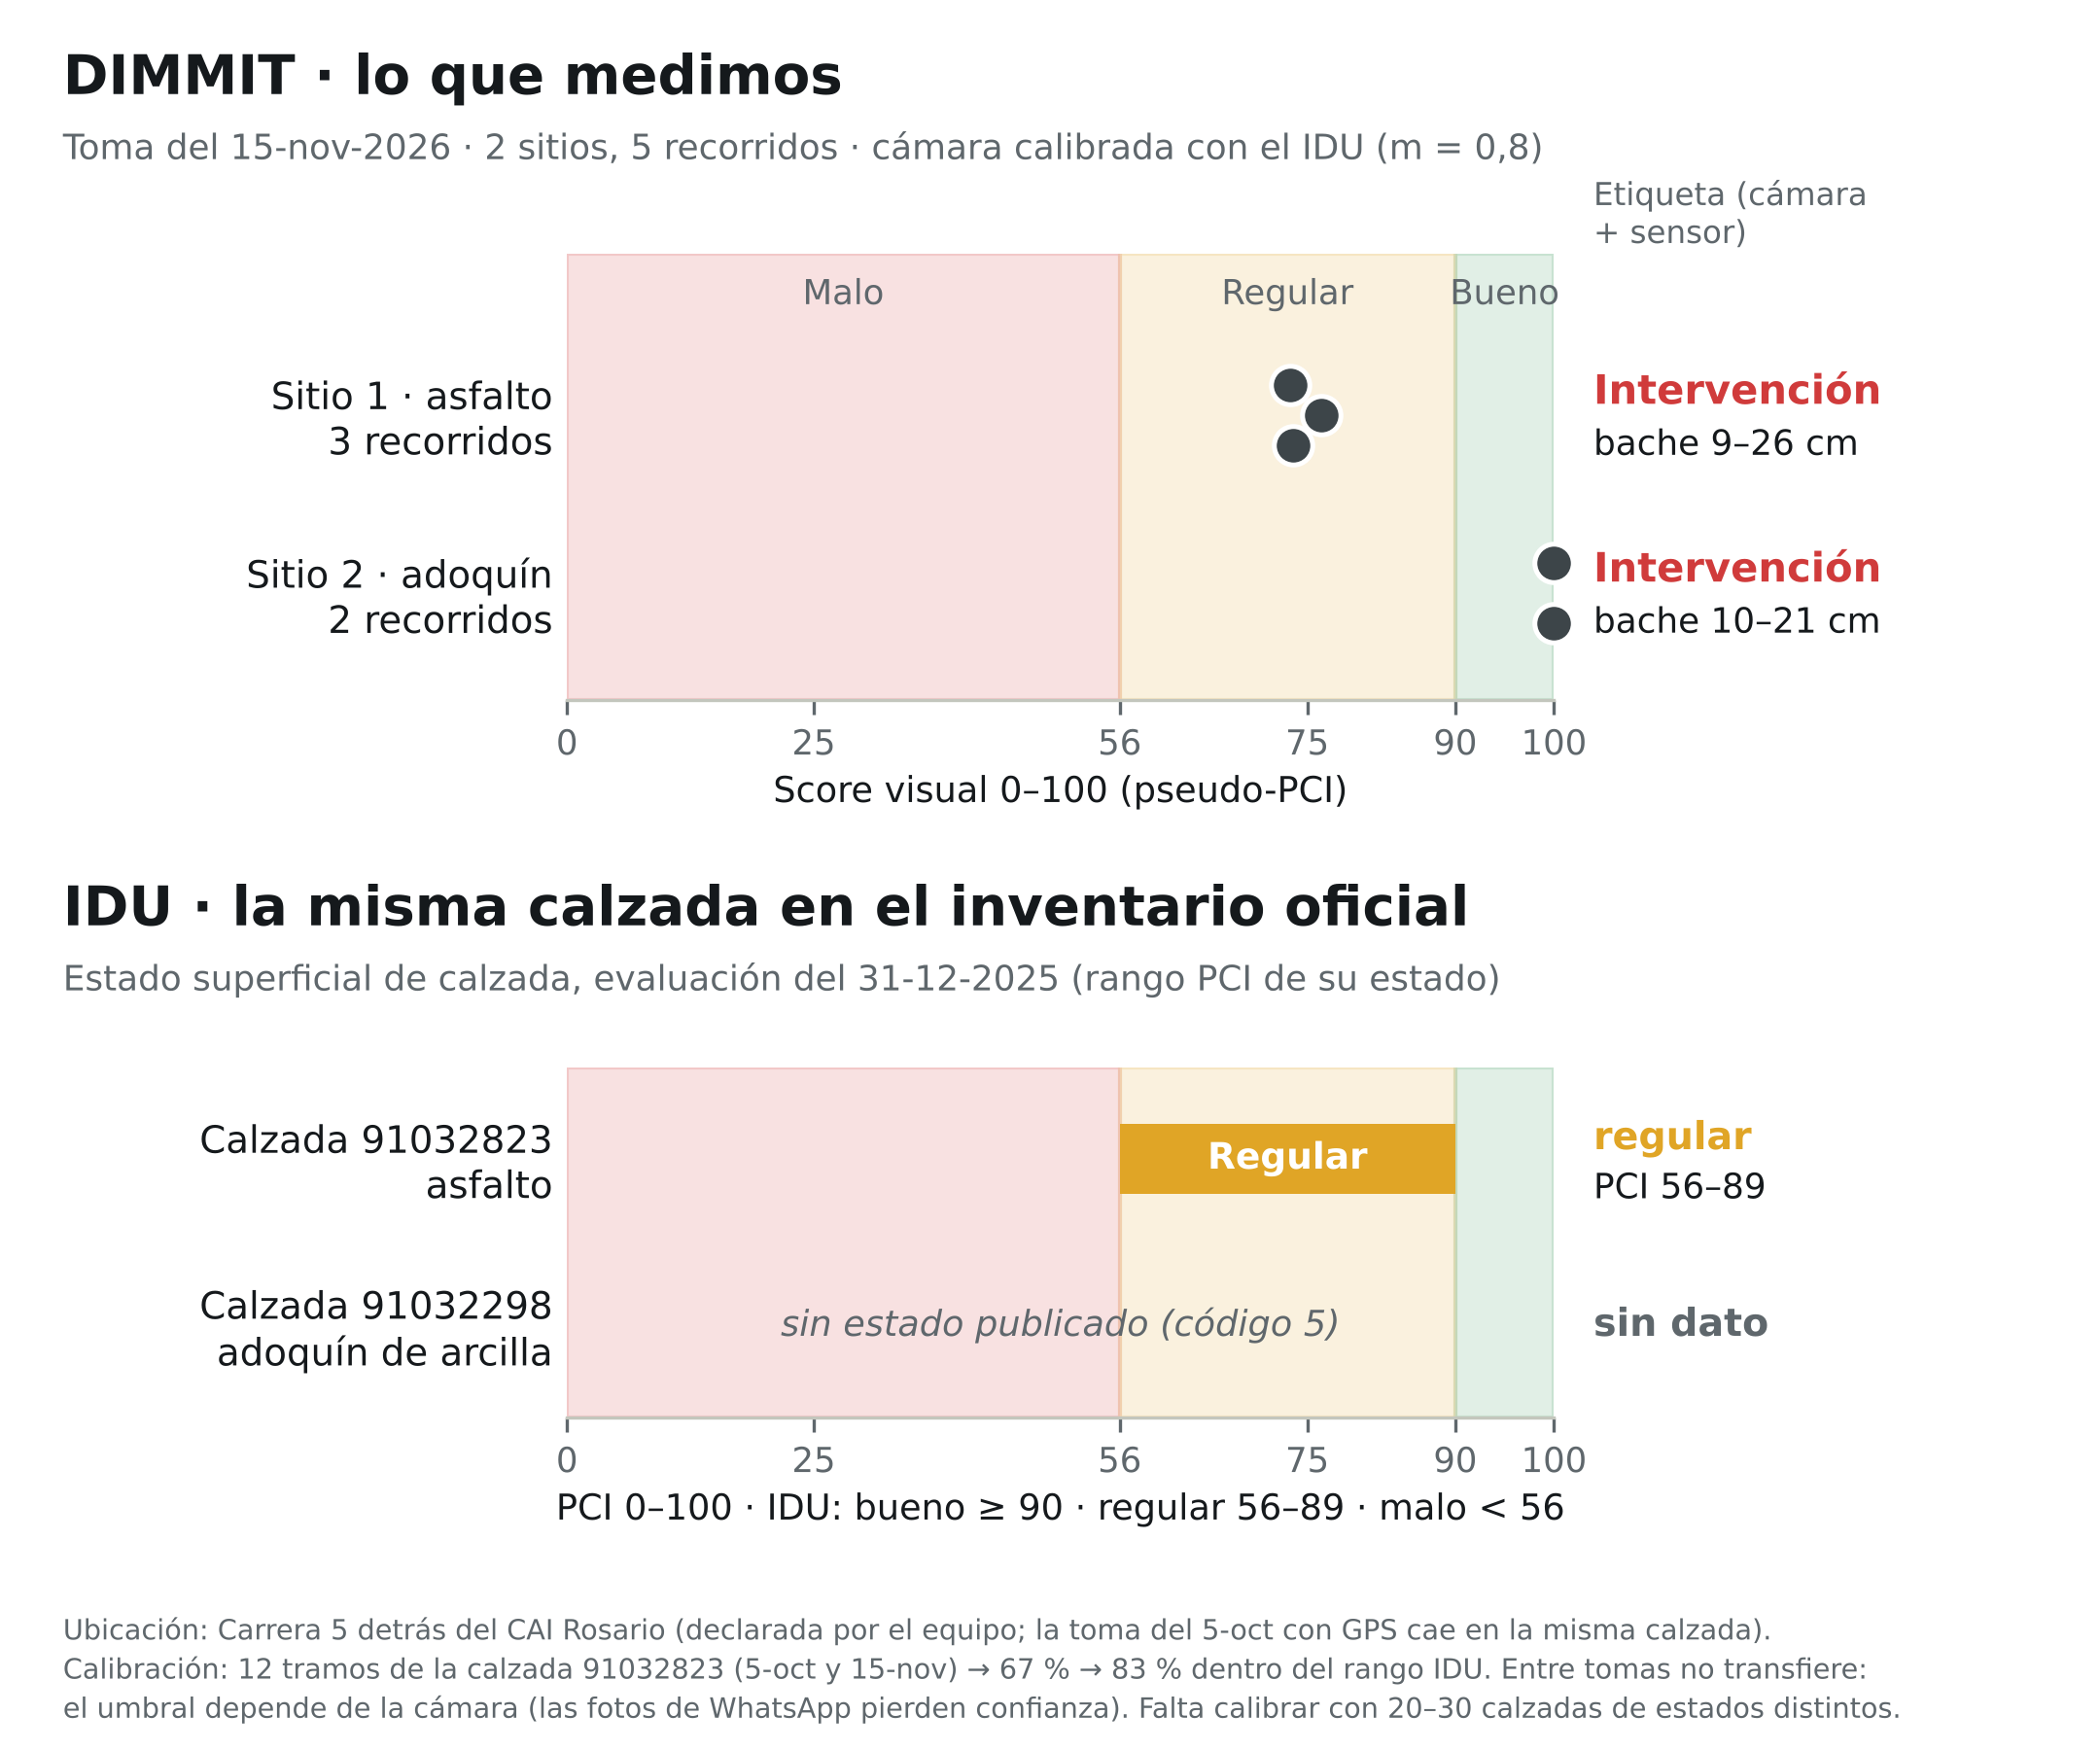 DIMMIT · lo que medimos
Toma del 15-nov-2026 · 2 sitios, 5 recorridos · cámara calibrada con el IDU (m = 0,8)
Etiqueta (cámara
+ sensor)
Malo
Regular
Bueno
Sitio 1 · asfalto
3 recorridos
Intervención
bache 9–26 cm
Sitio 2 · adoquín
2 recorridos
Intervención
bache 10–21 cm
0 25 56 75 90 100
Score visual 0–100 (pseudo-PCI)
IDU · la misma calzada en el inventario oficial
Estado superficial de calzada, evaluación del 31-12-2025 (rango PCI de su estado)
Calzada 91032823
asfalto
Regular
regular
PCI 56–89
Calzada 91032298
adoquín de arcilla
sin estado publicado (código 5)
sin dato
0 25 56 75 90 100
PCI 0–100 · IDU: bueno ≥ 90 · regular 56–89 · malo < 56
Ubicación: Carrera 5 detrás del CAI Rosario (declarada por el equipo; la toma del 5-oct con GPS cae en la misma calzada).
Calibración: 12 tramos de la calzada 91032823 (5-oct y 15-nov) → 67 % → 83 % dentro del rango IDU. Entre tomas no transfiere:
el umbral depende de la cámara (las fotos de WhatsApp pierden confianza). Falta calibrar con 20–30 calzadas de estados distintos.